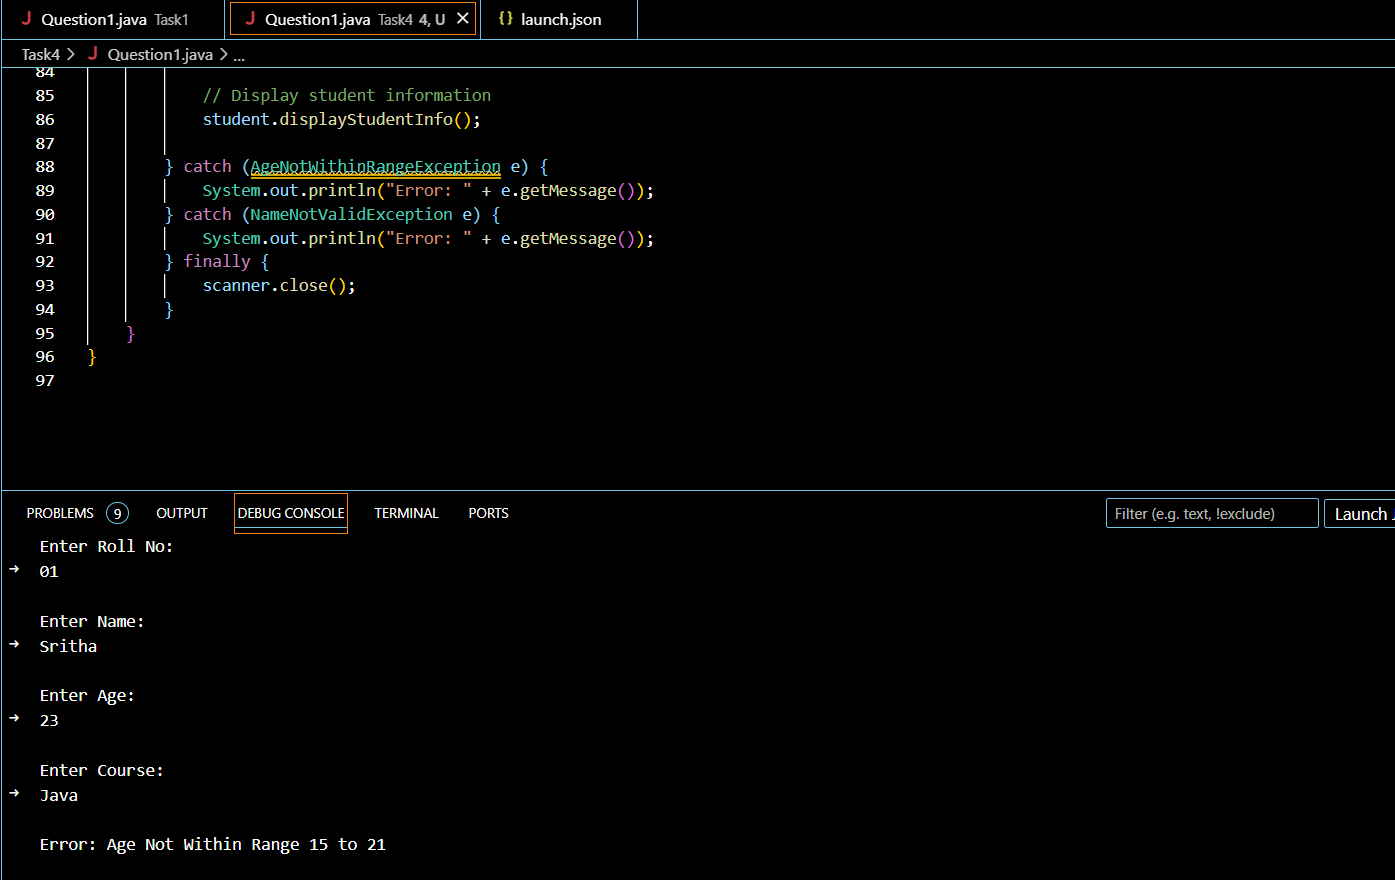 J Question1.java Task1 J Question1.java Task4 4, U × {} launch.json
Task4 > J Question1.java > ...
84
85 // Display student information
86 student.displayStudentInfo();
87
88 } catch (AgeNotWithinRangeException e) {
89 System.out.println("Error: " + e.getMessage());
90 } catch (NameNotValidException e) {
91 System.out.println("Error: " + e.getMessage());
92 } finally {
93 scanner.close();
94 }
95 }
96 }
97
PROBLEMS 9 OUTPUT DEBUG CONSOLE TERMINAL PORTS Filter (e.g. text, !exclude) Launch J
Enter Roll No:
→ 01
Enter Name:
→ Sritha
Enter Age:
→ 23
Enter Course:
→ Java
Error: Age Not Within Range 15 to 21